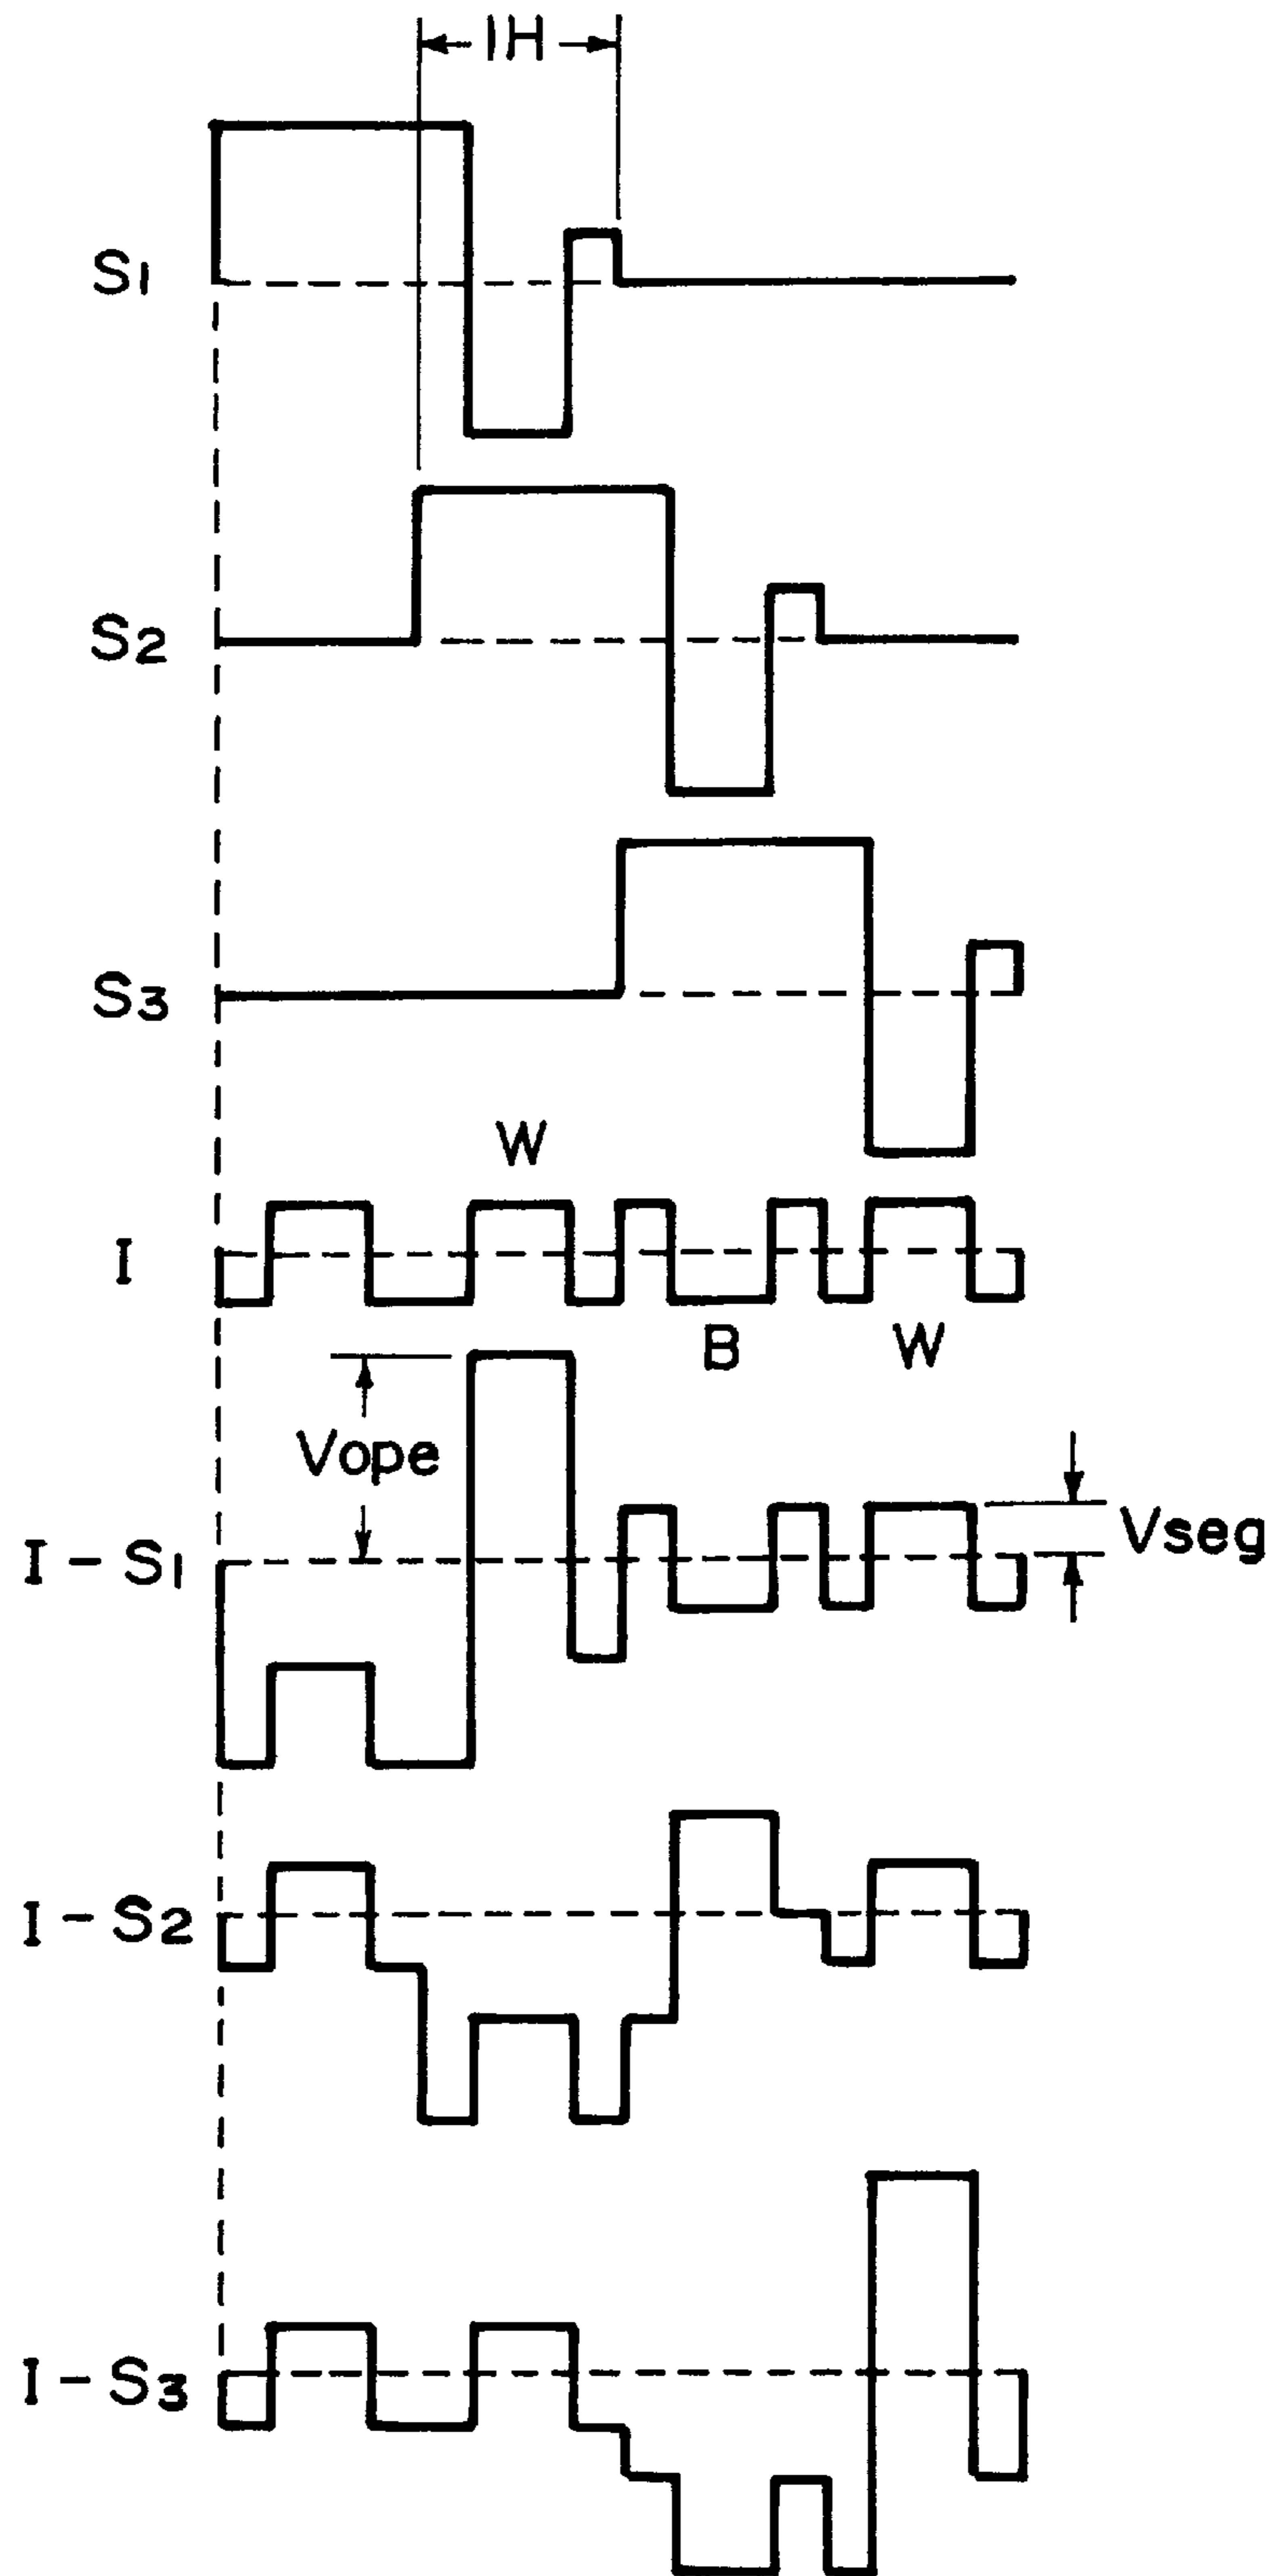 1H
S1
S2
S3
W
I
B W
Vope
I-S1
Vseg
I-S2
I-S3